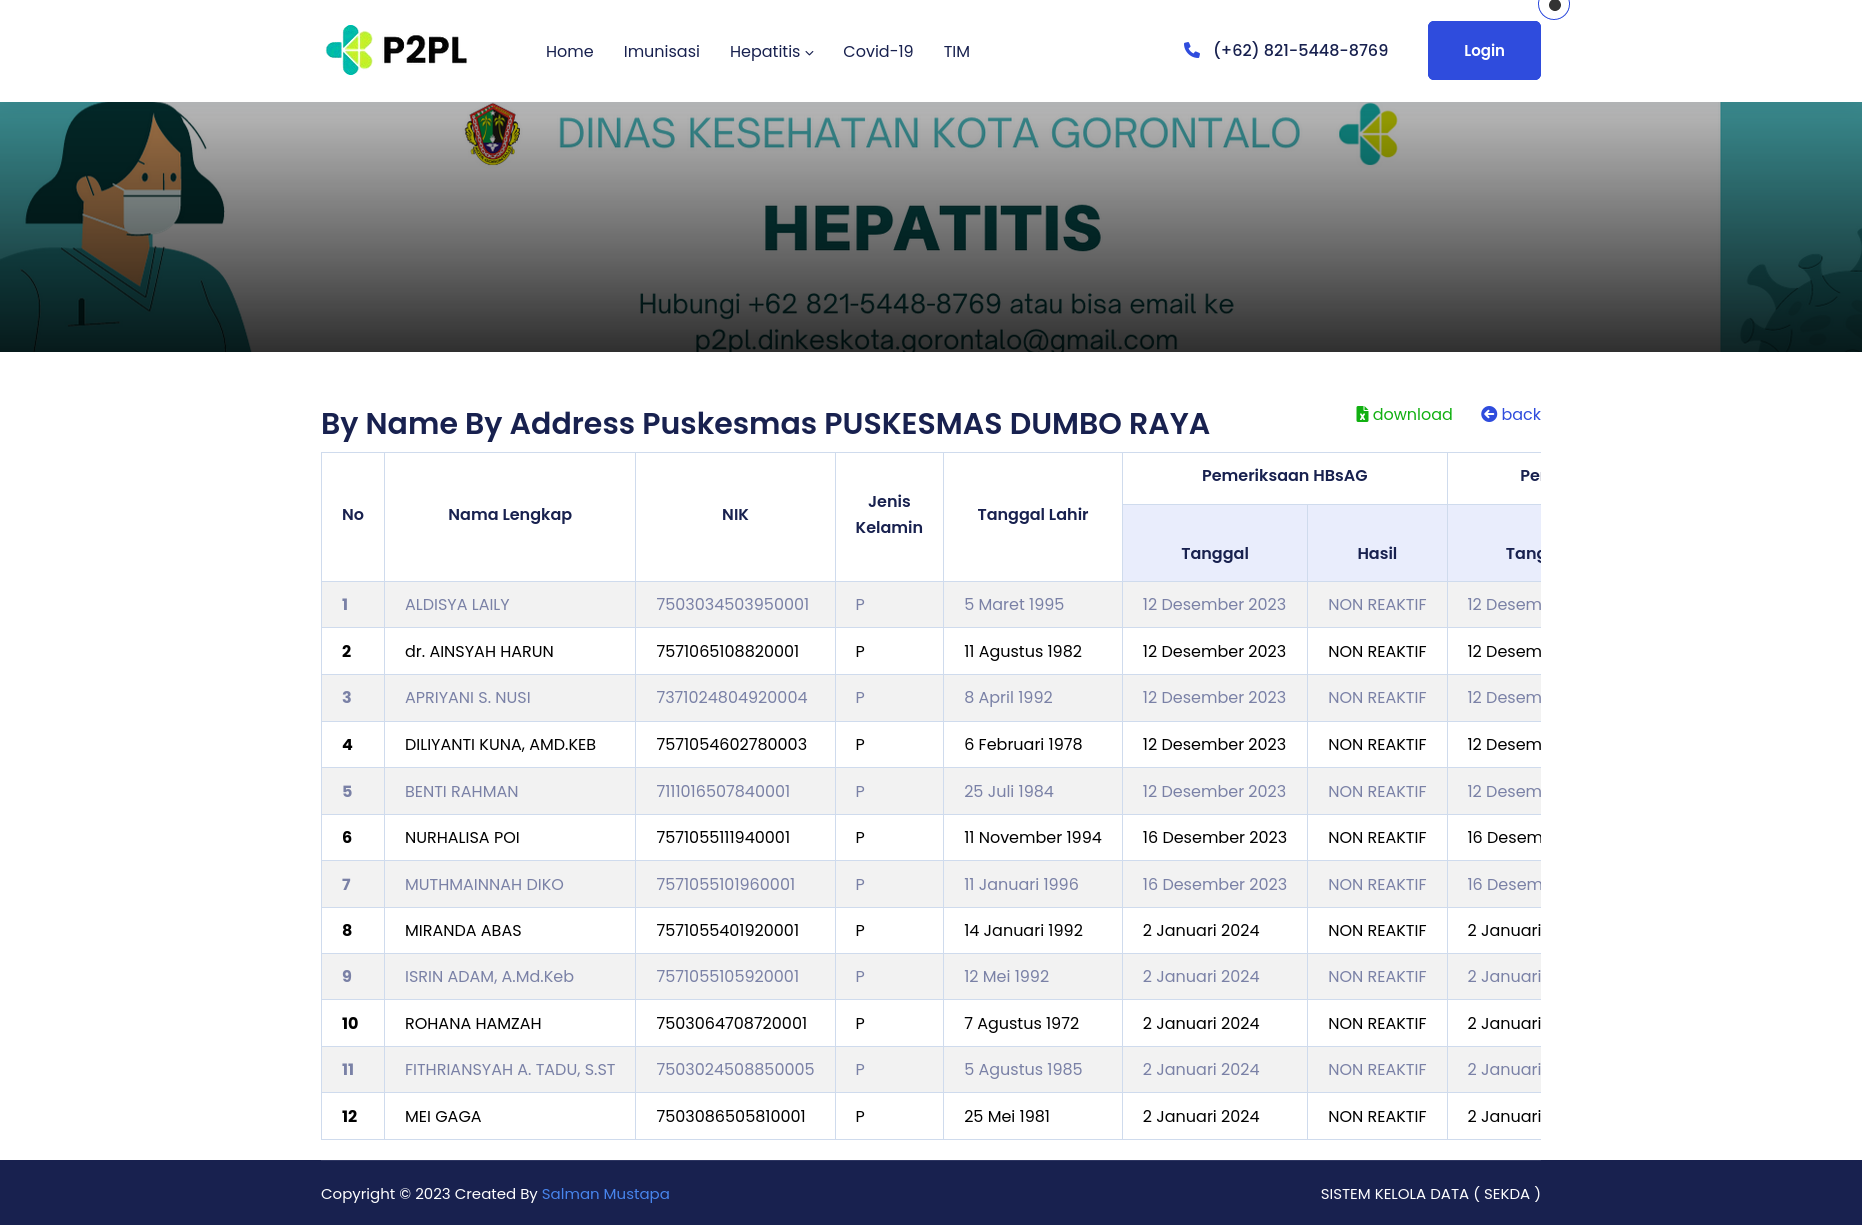 P2PL
Home Imunisasi Hepatitis Covid-19 TIM
(+62) 821-5448-8769
Login
DINAS KESEHATAN KOTA GORONTALO
HEPATITIS
Hubungi +62 821-5448-8769 atau bisa email ke
p2pl.dinkeskota.gorontalo@gmail.com
By Name By Address Puskesmas PUSKESMAS DUMBO RAYA
download back
No Nama Lengkap NIK Jenis Kelamin Tanggal Lahir Pemeriksaan HBsAG
Tanggal Hasil
1 ALDISYA LAILY 7503034503950001 P 5 Maret 1995 12 Desember 2023 NON REAKTIF 12 Desem
2 dr. AINSYAH HARUN 7571065108820001 P 11 Agustus 1982 12 Desember 2023 NON REAKTIF 12 Desem
3 APRIYANI S. NUSI 7371024804920004 P 8 April 1992 12 Desember 2023 NON REAKTIF 12 Desem
4 DILIYANTI KUNA, AMD.KEB 7571054602780003 P 6 Februari 1978 12 Desember 2023 NON REAKTIF 12 Desem
5 BENTI RAHMAN 7111016507840001 P 25 Juli 1984 12 Desember 2023 NON REAKTIF 12 Desem
6 NURHALISA POI 7571055111940001 P 11 November 1994 16 Desember 2023 NON REAKTIF 16 Desem
7 MUTHMAINNAH DIKO 7571055101960001 P 11 Januari 1996 16 Desember 2023 NON REAKTIF 16 Desem
8 MIRANDA ABAS 7571055401920001 P 14 Januari 1992 2 Januari 2024 NON REAKTIF 2 Januari
9 ISRIN ADAM, A.Md.Keb 7571055105920001 P 12 Mei 1992 2 Januari 2024 NON REAKTIF 2 Januari
10 ROHANA HAMZAH 7503064708720001 P 7 Agustus 1972 2 Januari 2024 NON REAKTIF 2 Januari
11 FITHRIANSYAH A. TADU, S.ST 7503024508850005 P 5 Agustus 1985 2 Januari 2024 NON REAKTIF 2 Januari
12 MEI GAGA 7503086505810001 P 25 Mei 1981 2 Januari 2024 NON REAKTIF 2 Januari
Copyright © 2023 Created By Salman Mustapa
SISTEM KELOLA DATA ( SEKDA )